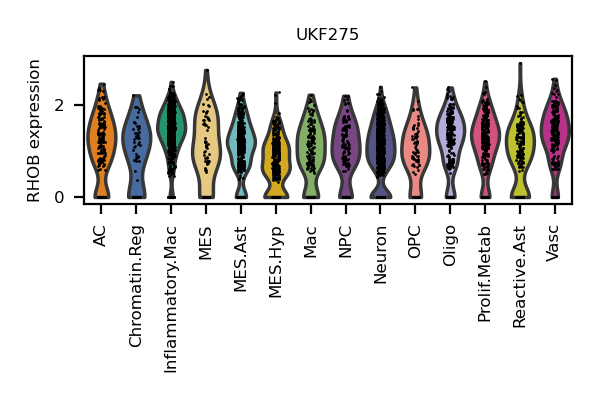 UKF275
RHOB expression
2
0
AC
Chromatin.Reg
Inflammatory.Mac
MES
MES.Ast
MES.Hyp
Mac
NPC
Neuron
OPC
Oligo
Prolif.Metab
Reactive.Ast
Vasc